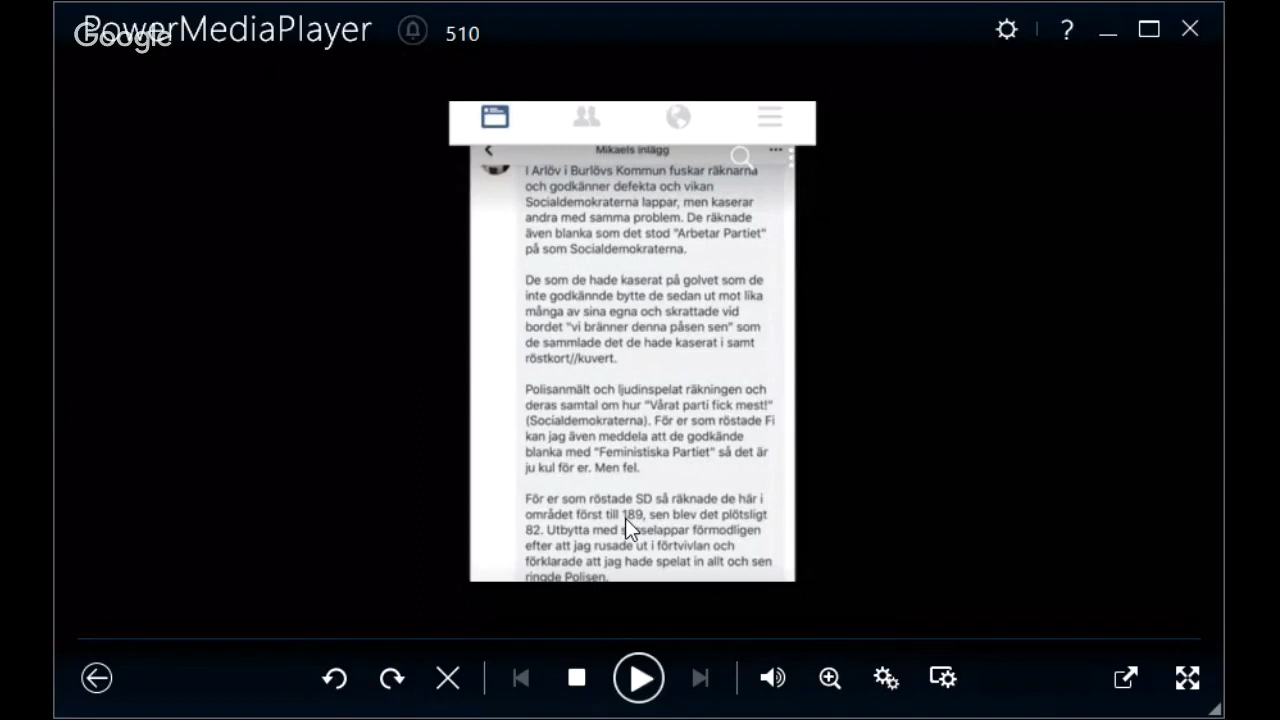 PowerMediaPlayer
Google
510
?
Mikaels inlägg
I Arlöv i Burlövs Kommun fuskar räknarna
och godkänner defekta och vikan
Socialdemokraterna lappar, men kaserar
andra med samma problem. De räknade
även blanka som det stod "Arbetar Partiet"
på som Socialdemokraterna.
De som de hade kaserat på golvet som de
inte godkännde bytte de sedan ut mot lika
många av sina egna och skrattade vid
bordet "vi bränner denna påsen sen" som
de sammlade det de hade kaserat i samt
röstkort//kuvert.
Polisanmält och ljudinspelat räkningen och
deras samtal om hur "Vårat parti fick mest!"
(Socialdemokraterna). För er som röstade Fi
kan jag även meddela att de godkände
blanka med "Feministiska Partiet" så det är
ju kul för er. Men fel.
För er som röstade SD så räknade de här i
området först till 189, sen blev det plötsligt
82. Utbytta med förmodligen
efter att jag rusade ut i förtvivlan och
förklarade att jag hade spelat in allt och sen
ringde Polisen.